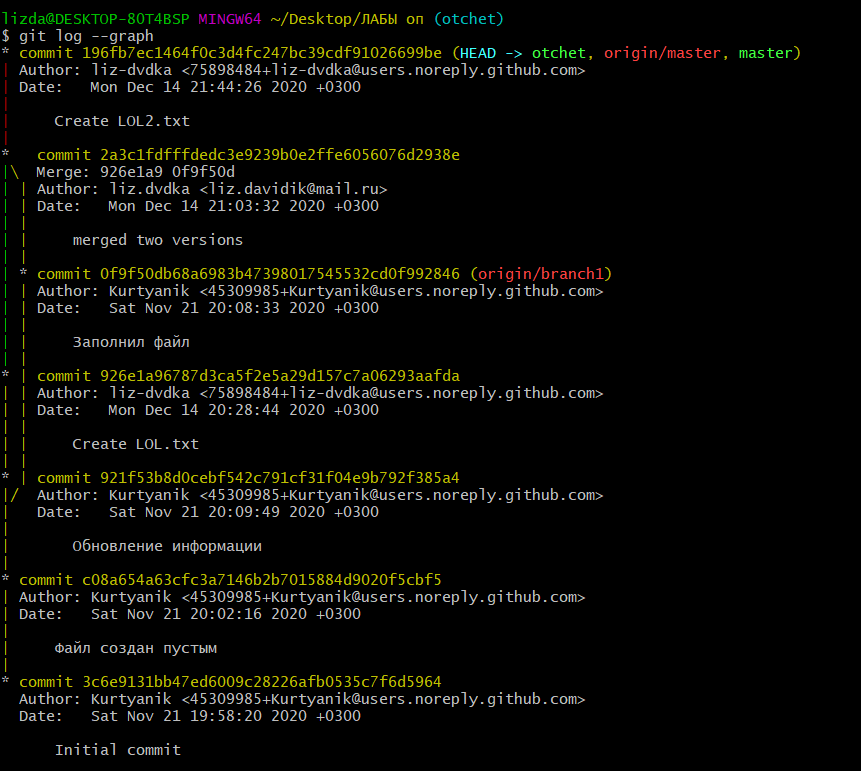 lizda@DESKTOP-8OT4BSP MINGW64 ~/Desktop/ЛАБЫ оп (otchet)
$ git log --graph
* commit 196fb7ec1464f0c3d4fc247bc39cdf91026699be (HEAD -> otchet, origin/master, master)
| Author: liz-dvdka <75898484+liz-dvdka@users.noreply.github.com>
| Date:   Mon Dec 14 21:44:26 2020 +0300
|
|     Create LOL2.txt
|
*   commit 2a3c1fdfffdedc3e9239b0e2ffe6056076d2938e
|\  Merge: 926e1a9 0f9f50d
| | Author: liz.dvdka <liz.davidik@mail.ru>
| | Date:   Mon Dec 14 21:03:32 2020 +0300
| |
| |     merged two versions
| |
| * commit 0f9f50db68a6983b47398017545532cd0f992846 (origin/branch1)
| | Author: Kurtyanik <45309985+Kurtyanik@users.noreply.github.com>
| | Date:   Sat Nov 21 20:08:33 2020 +0300
| |
| |     Заполнил файл
| |
* | commit 926e1a96787d3ca5f2e5a29d157c7a06293aafda
| | Author: liz-dvdka <75898484+liz-dvdka@users.noreply.github.com>
| | Date:   Mon Dec 14 20:28:44 2020 +0300
| |
| |     Create LOL.txt
| |
* | commit 921f53b8d0cebf542c791cf31f04e9b792f385a4
|/  Author: Kurtyanik <45309985+Kurtyanik@users.noreply.github.com>
|   Date:   Sat Nov 21 20:09:49 2020 +0300
|
|       Обновление информации
|
* commit c08a654a63cfc3a7146b2b7015884d9020f5cbf5
| Author: Kurtyanik <45309985+Kurtyanik@users.noreply.github.com>
| Date:   Sat Nov 21 20:02:16 2020 +0300
|
|     Файл создан пустым
|
* commit 3c6e9131bb47ed6009c28226afb0535c7f6d5964
  Author: Kurtyanik <45309985+Kurtyanik@users.noreply.github.com>
  Date:   Sat Nov 21 19:58:20 2020 +0300

      Initial commit